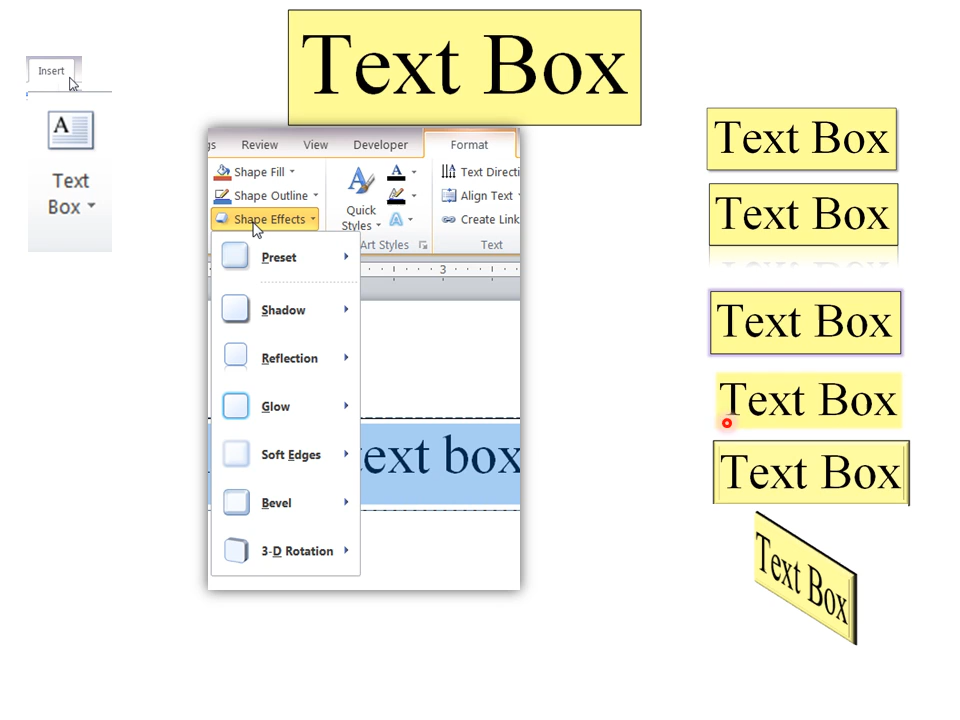 Text Box
Insert
Text
Box
gs Review View Developer Format
Shape Fill
Shape Outline
Shape Effects
Quick
Styles
Text Directi
Align Text
Create Link
Art Styles
Text
3
Preset
Shadow
Reflection
Glow
Soft Edges
Bevel
3-D Rotation
text box
Text Box
Text Box
Text Box
Text Box
Text Box
Text Box